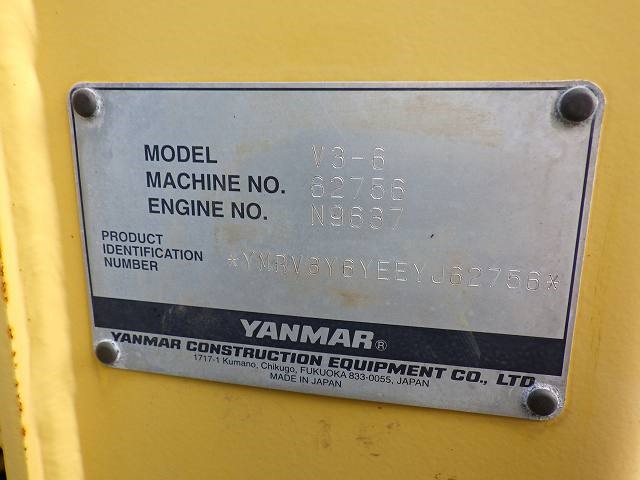 MODEL V3-6
MACHINE NO. 62756
ENGINE NO. N9637
PRODUCT
IDENTIFICATION
NUMBER *YMRV3Y6YEEYJ62756*
YANMAR®
YANMAR CONSTRUCTION EQUIPMENT CO., LTD
1717-1 Kumano, Chikugo, FUKUOKA 833-0055, JAPAN
MADE IN JAPAN